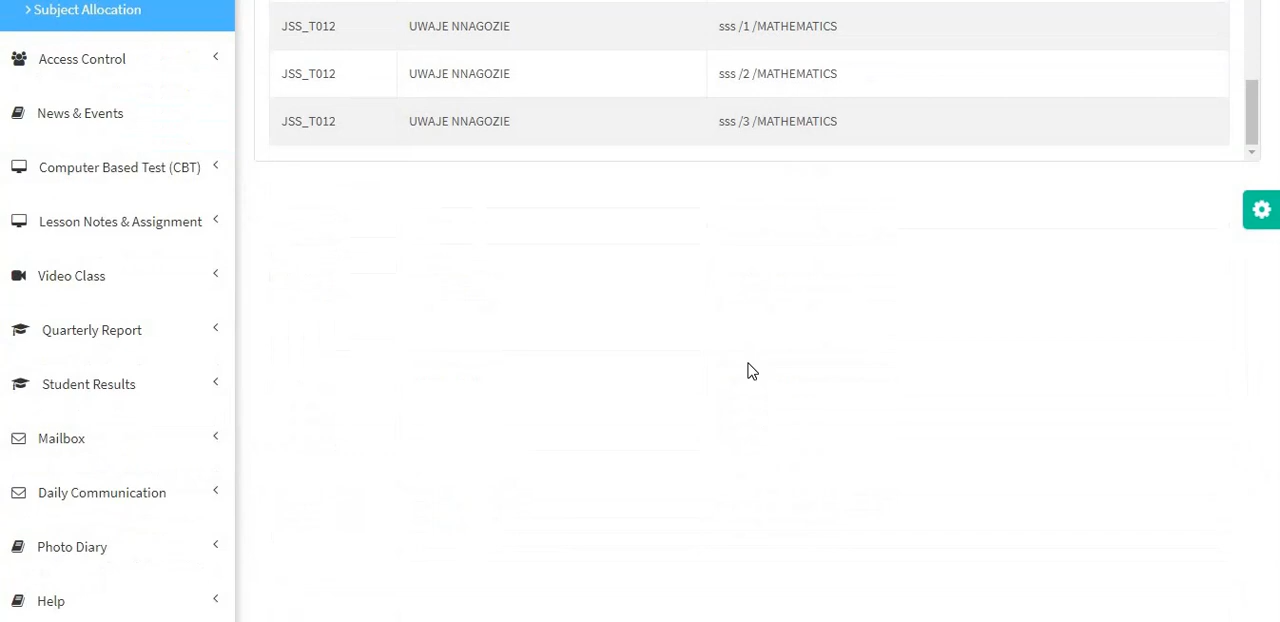 > Subject Allocation
Access Control
News & Events
Computer Based Test (CBT)
Lesson Notes & Assignment
Video Class
Quarterly Report
Student Results
Mailbox
Daily Communication
Photo Diary
Help
JSS_T012 UWAJE NNAGOZIE sss /1 /MATHEMATICS
JSS_T012 UWAJE NNAGOZIE sss /2 /MATHEMATICS
JSS_T012 UWAJE NNAGOZIE sss /3 /MATHEMATICS